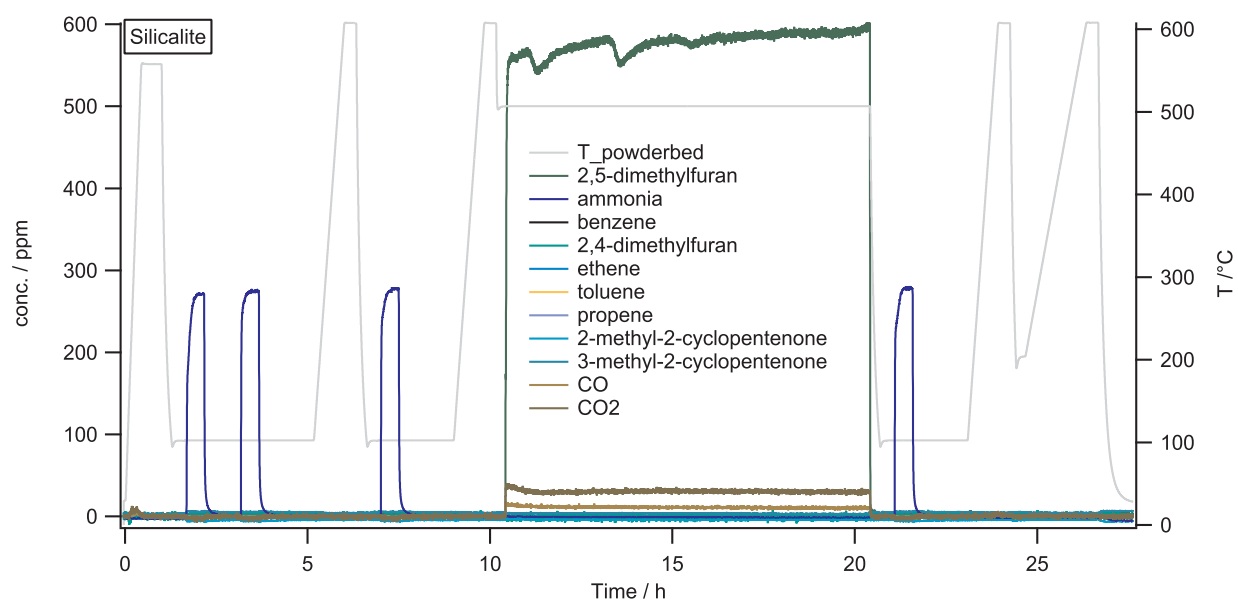 Silicalite
600
500
400
300
200
100
0
conc. / ppm
T_powderbed
2,5-dimethylfuran
ammonia
benzene
2,4-dimethylfuran
ethene
toluene
propene
2-methyl-2-cyclopentenone
3-methyl-2-cyclopentenone
CO
CO2
600
500
400
300
200
100
0
T /°C
0 5 10 15 20 25
Time / h